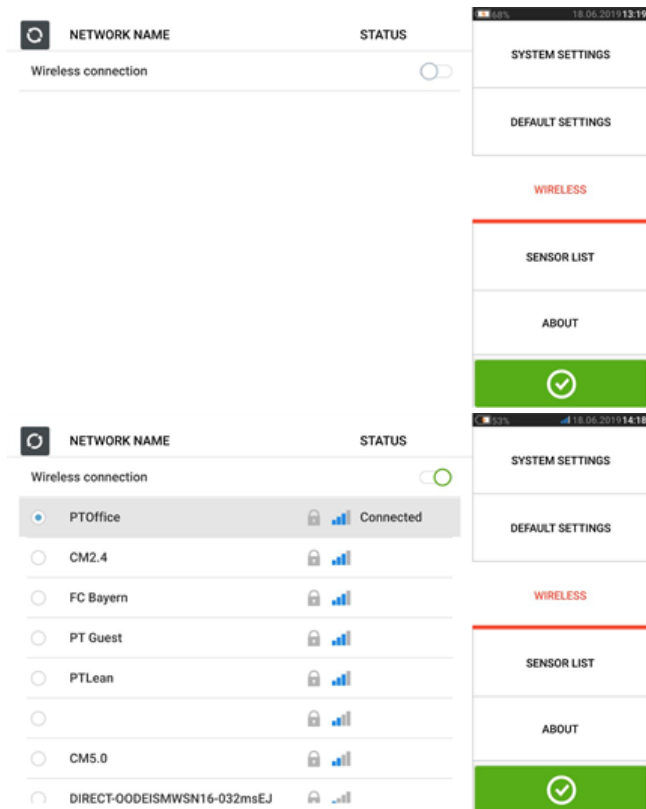 68% 18.06.2019 13:19
NETWORK NAME STATUS
SYSTEM SETTINGS
Wireless connection
DEFAULT SETTINGS
WIRELESS
SENSOR LIST
ABOUT
53% 18.06.2019 14:18
NETWORK NAME STATUS
SYSTEM SETTINGS
Wireless connection
PTOffice Connected
DEFAULT SETTINGS
CM2.4
FC Bayern
WIRELESS
PT Guest
PTLean
SENSOR LIST
ABOUT
CM5.0
DIRECT-OODEISMWSN16-032msEJ